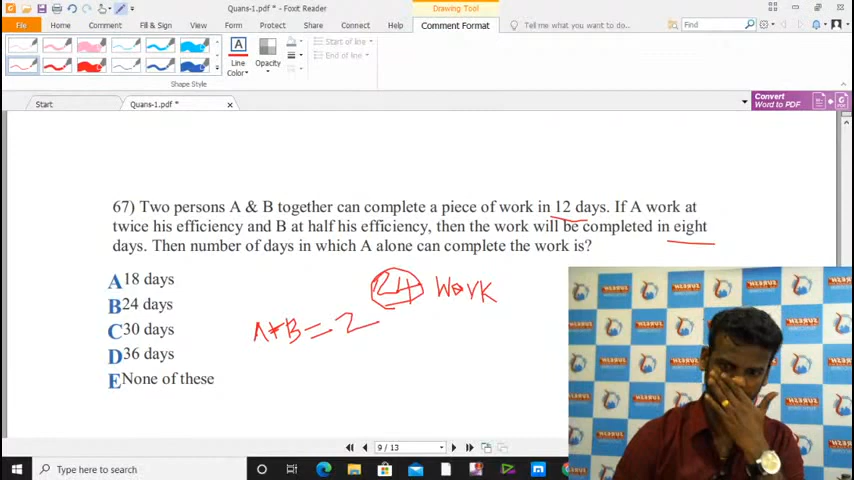 Quans-1.pdf * - Foxit Reader
Drawing Tool
File
Home
Comment
Fill & Sign
View
Form
Protect
Share
Connect
Help
Comment Format
Tell me what you want to do...
Find
Line
Color
Opacity
Start of line
End of line
Shape Style
Start
Quans-1.pdf *
Convert
Word to PDF
67) Two persons A & B together can complete a piece of work in 12 days. If A work at
twice his efficiency and B at half his efficiency, then the work will be completed in eight
days. Then number of days in which A alone can complete the work is?
A 18 days
B 24 days
C 30 days
D 36 days
E None of these
24 Work
A+B = 2
9 / 13
Type here to search